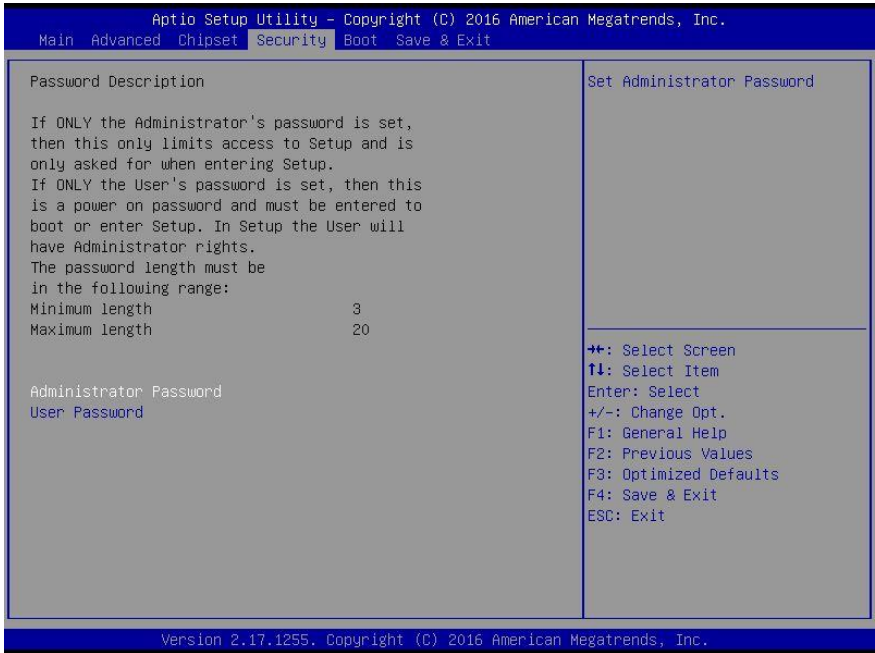 Aptio Setup Utility – Copyright (C) 2016 American Megatrends, Inc.
Main Advanced Chipset Security Boot Save & Exit
Password Description
If ONLY the Administrator's password is set,
then this only limits access to Setup and is
only asked for when entering Setup.
If ONLY the User's password is set, then this
is a power on password and must be entered to
boot or enter Setup. In Setup the User will
have Administrator rights.
The password length must be
in the following range:
Minimum length 3
Maximum length 20
Administrator Password
User Password
Set Administrator Password
→←: Select Screen
↑↓: Select Item
Enter: Select
+/-: Change Opt.
F1: General Help
F2: Previous Values
F3: Optimized Defaults
F4: Save & Exit
ESC: Exit
Version 2.17.1255. Copyright (C) 2016 American Megatrends, Inc.